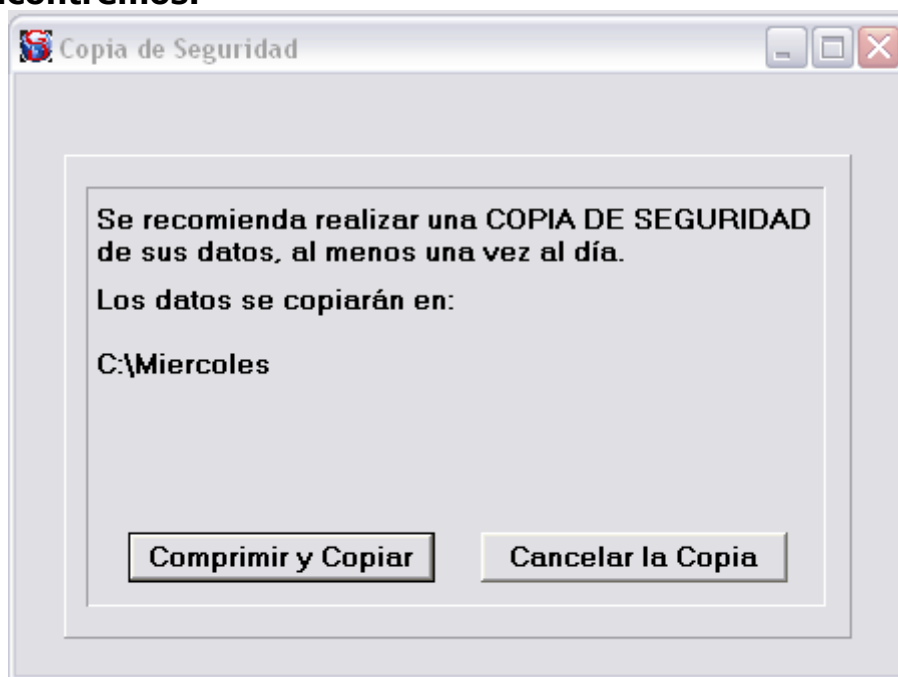 Copia de Seguridad
Se recomienda realizar una COPIA DE SEGURIDAD
de sus datos, al menos una vez al día.
Los datos se copiarán en:
C:\Miercoles
Comprimir y Copiar
Cancelar la Copia